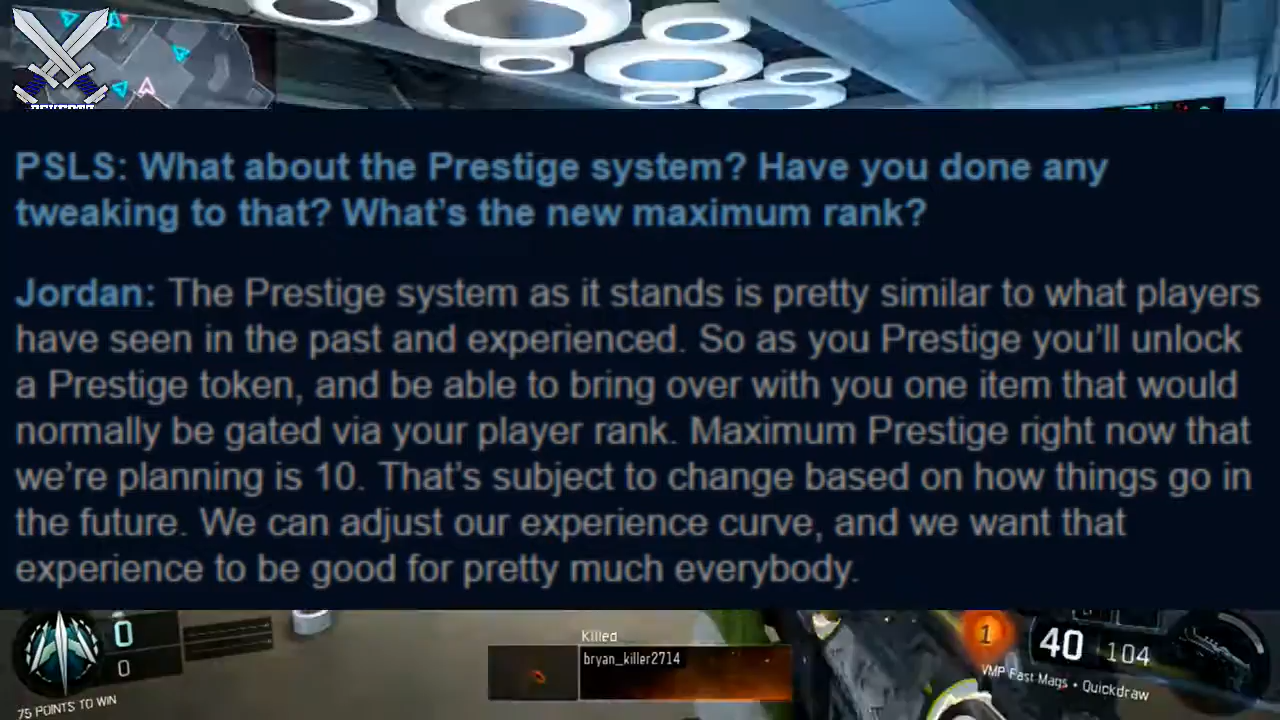 PSLS: What about the Prestige system? Have you done any
tweaking to that? What's the new maximum rank?
Jordan: The Prestige system as it stands is pretty similar to what players
have seen in the past and experienced. So as you Prestige you'll unlock
a Prestige token, and be able to bring over with you one item that would
normally be gated via your player rank. Maximum Prestige right now that
we're planning is 10. That's subject to change based on how things go in
the future. We can adjust our experience curve, and we want that
experience to be good for pretty much everybody.
0
0
75 POINTS TO WIN
Killed
bryan_killer2714
1
40 104
VMP Fast Mags • Quickdraw